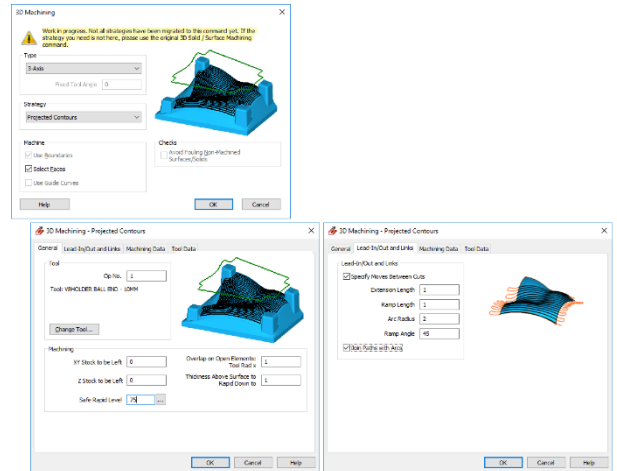 3D Machining
Work in progress. Not all strategies have been migrated to this command yet. If the
strategy you need is not here, please use the original 3D Solid / Surface Machining
command.
Type
3-Axis
Fixed Tool Angle 0
Strategy
Projected Contours
Machine
Use Boundaries
Select Faces
Use Guide Curves
Checks
Avoid Fouling Non-Machined
Surfaces/Solids
Help
OK
Cancel
3D Machining - Projected Contours
General
Lead-In/Out and Links
Machining Data
Tool Data
Tool
Op No. 1
Tool: VBHOLDER BALL END - 10MM
Change Tool...
Machining
XY Stock to be Left 0
Z Stock to be Left 0
Safe Rapid Level 75 ...
Overlap on Open Elements:
Tool Rad x 1
Thickness Above Surface to
Rapid Down to 1
OK
Cancel
Help
3D Machining - Projected Contours
General
Lead-In/Out and Links
Machining Data
Tool Data
Lead-In/Out and Links
Specify Moves Between Cuts
Extension Length 1
Ramp Length 1
Arc Radius 2
Ramp Angle 45
Join Paths with Arcs
OK
Cancel
Help